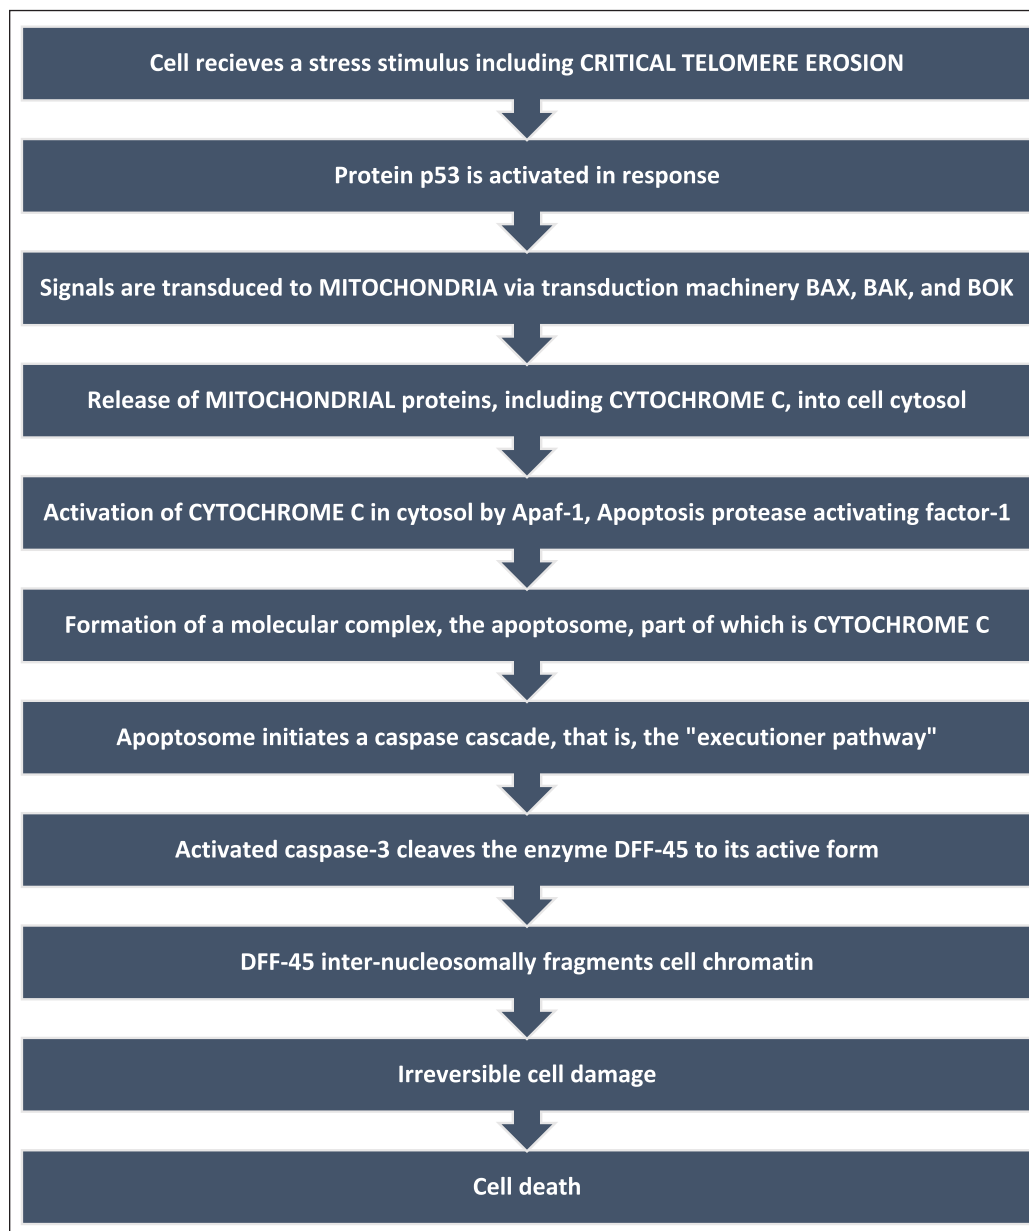 Cell recieves a stress stimulus including CRITICAL TELOMERE EROSION
Protein p53 is activated in response
Signals are transduced to MITOCHONDRIA via transduction machinery BAX, BAK, and BOK
Release of MITOCHONDRIAL proteins, including CYTOCHROME C, into cell cytosol
Activation of CYTOCHROME C in cytosol by Apaf-1, Apoptosis protease activating factor-1
Formation of a molecular complex, the apoptosome, part of which is CYTOCHROME C
Apoptosome initiates a caspase cascade, that is, the "executioner pathway"
Activated caspase-3 cleaves the enzyme DFF-45 to its active form
DFF-45 inter-nucleosomally fragments cell chromatin
Irreversible cell damage
Cell death